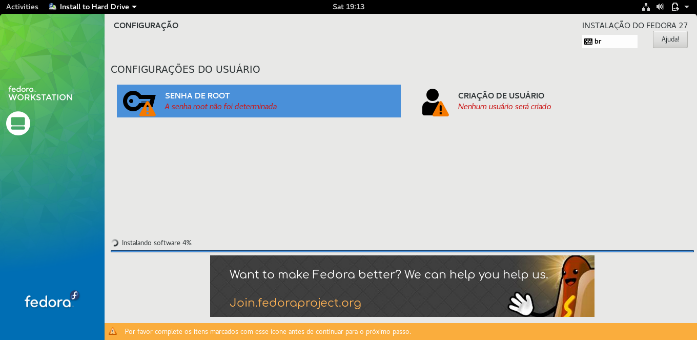 Activities Install to Hard Drive Sat 19:13
CONFIGURAÇÃO
INSTALAÇÃO DO FEDORA 27
br
Ajuda!
fedora.
WORKSTATION
CONFIGURAÇÕES DO USUÁRIO
SENHA DE ROOT
A senha root não foi determinada
CRIAÇÃO DE USUÁRIO
Nenhum usuário será criado
Instalando software 4%
Want to make Fedora better? We can help you help us.
Join.fedoraproject.org
fedora
Por favor complete os itens marcados com esse ícone antes de continuar para o próximo passo.